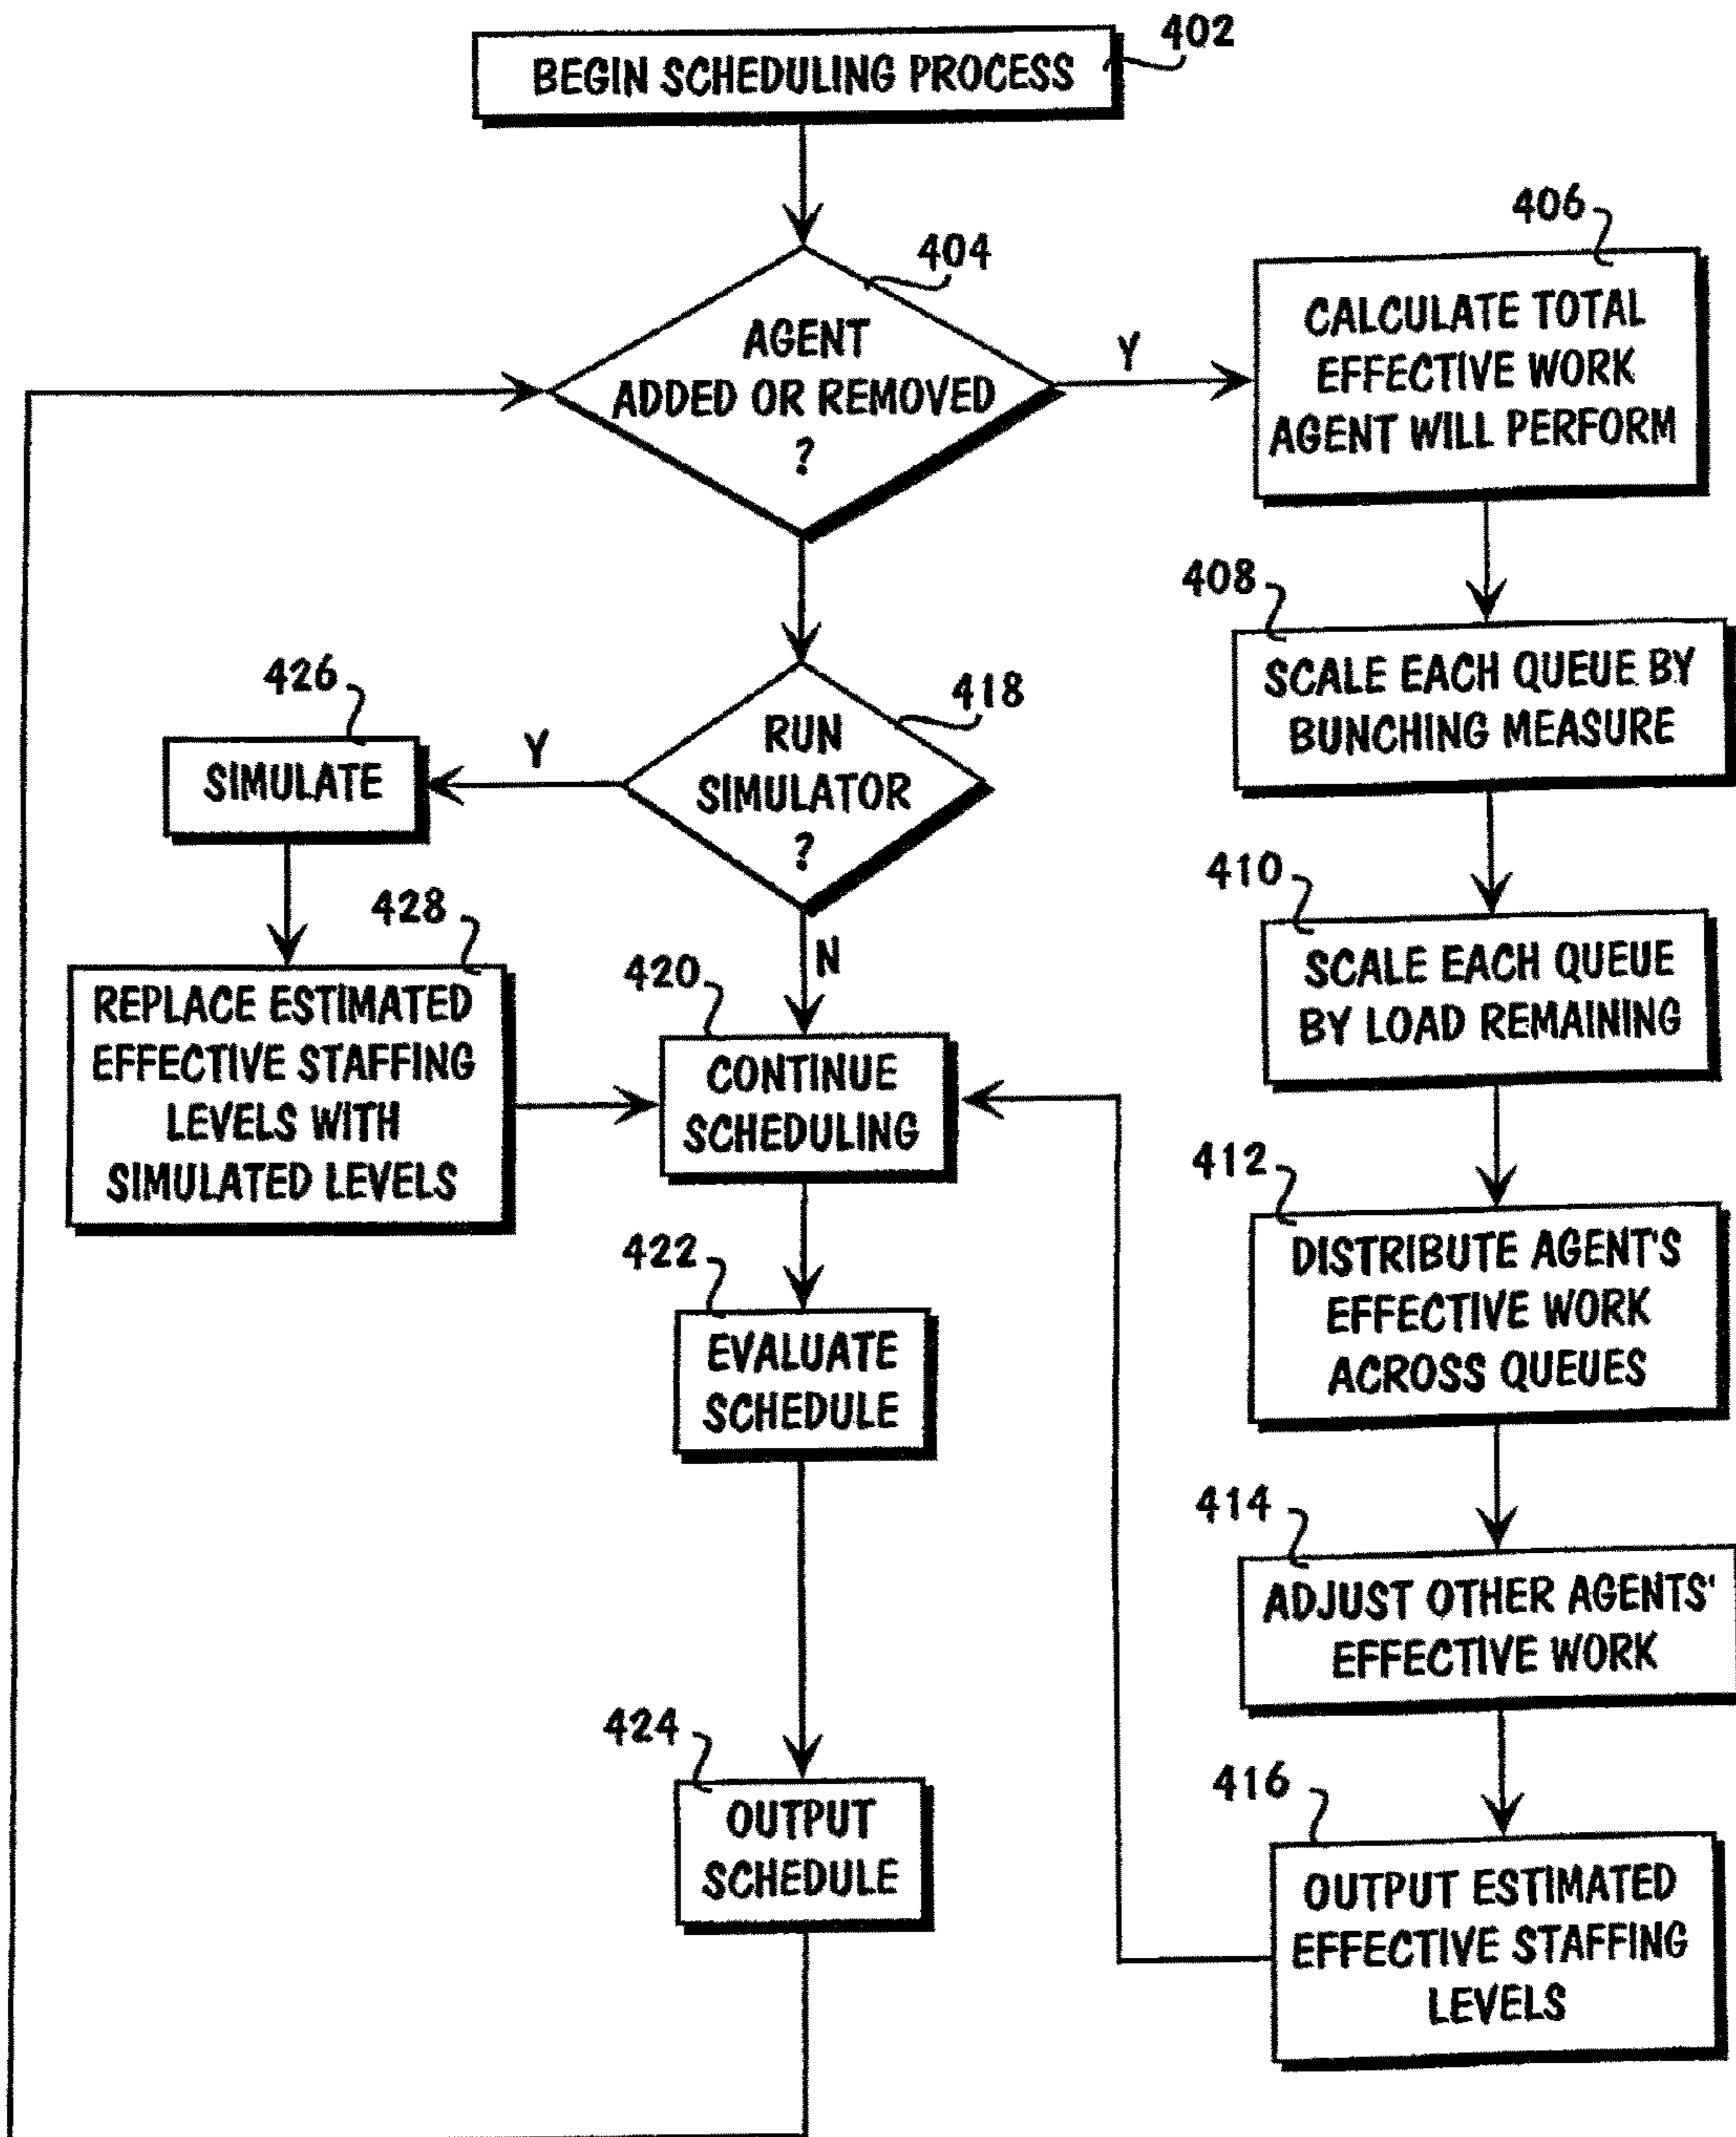 402
BEGIN SCHEDULING PROCESS
404
AGENT
ADDED OR REMOVED
?
Y
406
CALCULATE TOTAL
EFFECTIVE WORK
AGENT WILL PERFORM
408
SCALE EACH QUEUE BY
BUNCHING MEASURE
410
SCALE EACH QUEUE
BY LOAD REMAINING
412
DISTRIBUTE AGENT'S
EFFECTIVE WORK
ACROSS QUEUES
414
ADJUST OTHER AGENTS'
EFFECTIVE WORK
416
OUTPUT ESTIMATED
EFFECTIVE STAFFING
LEVELS
418
RUN
SIMULATOR
?
Y
N
426
SIMULATE
428
REPLACE ESTIMATED
EFFECTIVE STAFFING
LEVELS WITH
SIMULATED LEVELS
420
CONTINUE
SCHEDULING
422
EVALUATE
SCHEDULE
424
OUTPUT
SCHEDULE